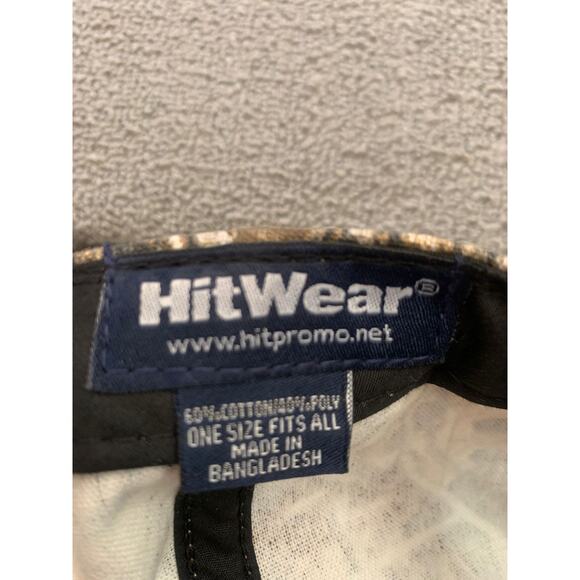 HitWear®
www.hitpromo.net
60%COTTON/40%POLY
ONE SIZE FITS ALL
MADE IN
BANGLADESH